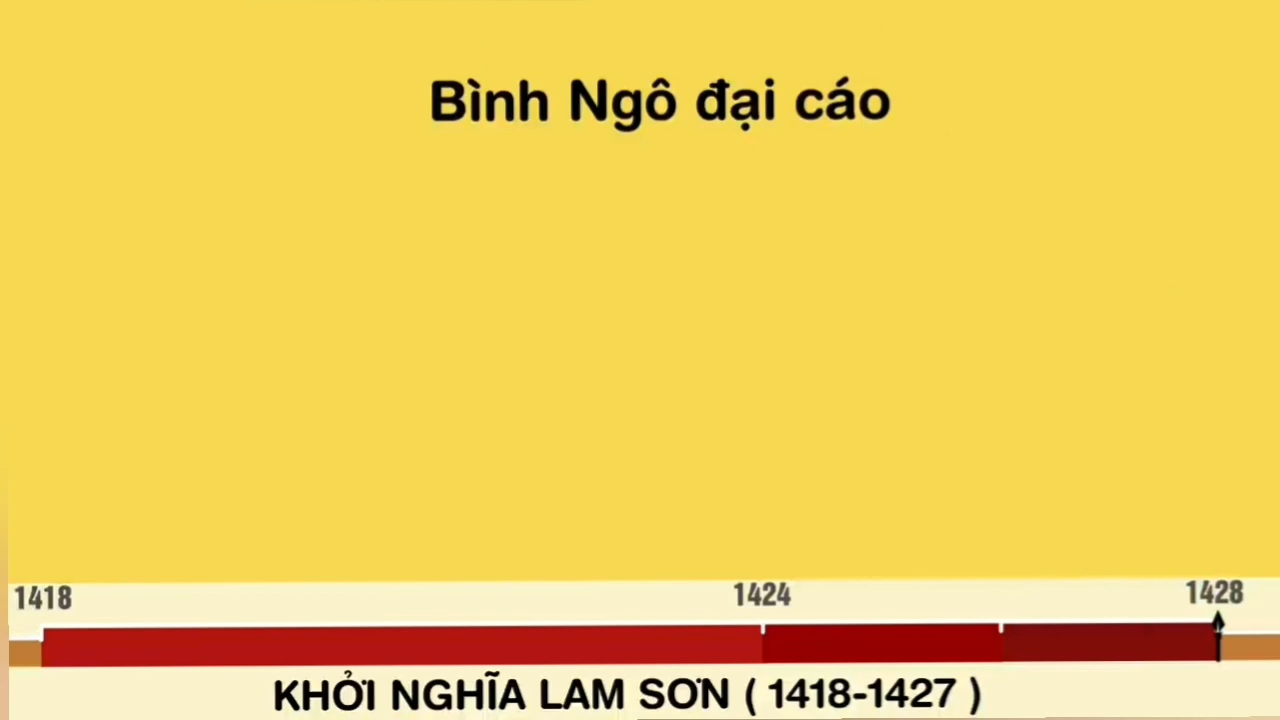 Bình Ngô đại cáo
1418 1424 1428
KHỞI NGHĨA LAM SƠN ( 1418-1427 )